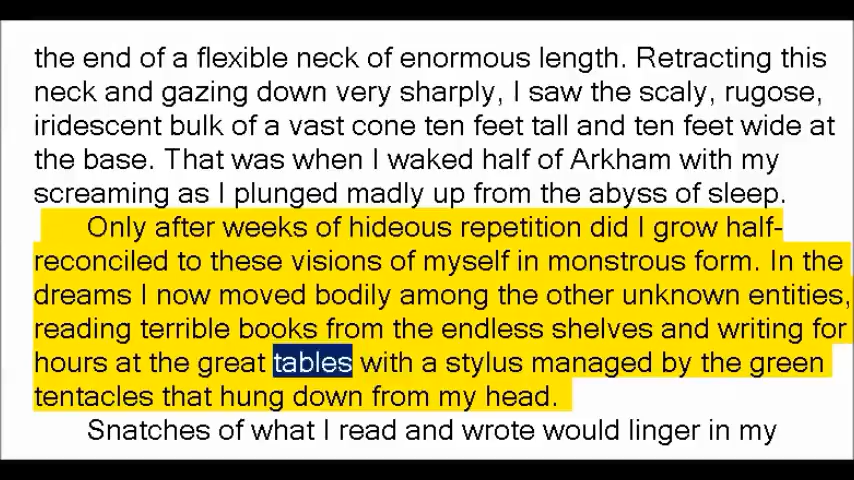 the end of a flexible neck of enormous length. Retracting this
neck and gazing down very sharply, I saw the scaly, rugose,
iridescent bulk of a vast cone ten feet tall and ten feet wide at
the base. That was when I waked half of Arkham with my
screaming as I plunged madly up from the abyss of sleep.
Only after weeks of hideous repetition did I grow half-
reconciled to these visions of myself in monstrous form. In the
dreams I now moved bodily among the other unknown entities,
reading terrible books from the endless shelves and writing for
hours at the great tables with a stylus managed by the green
tentacles that hung down from my head.
Snatches of what I read and wrote would linger in my